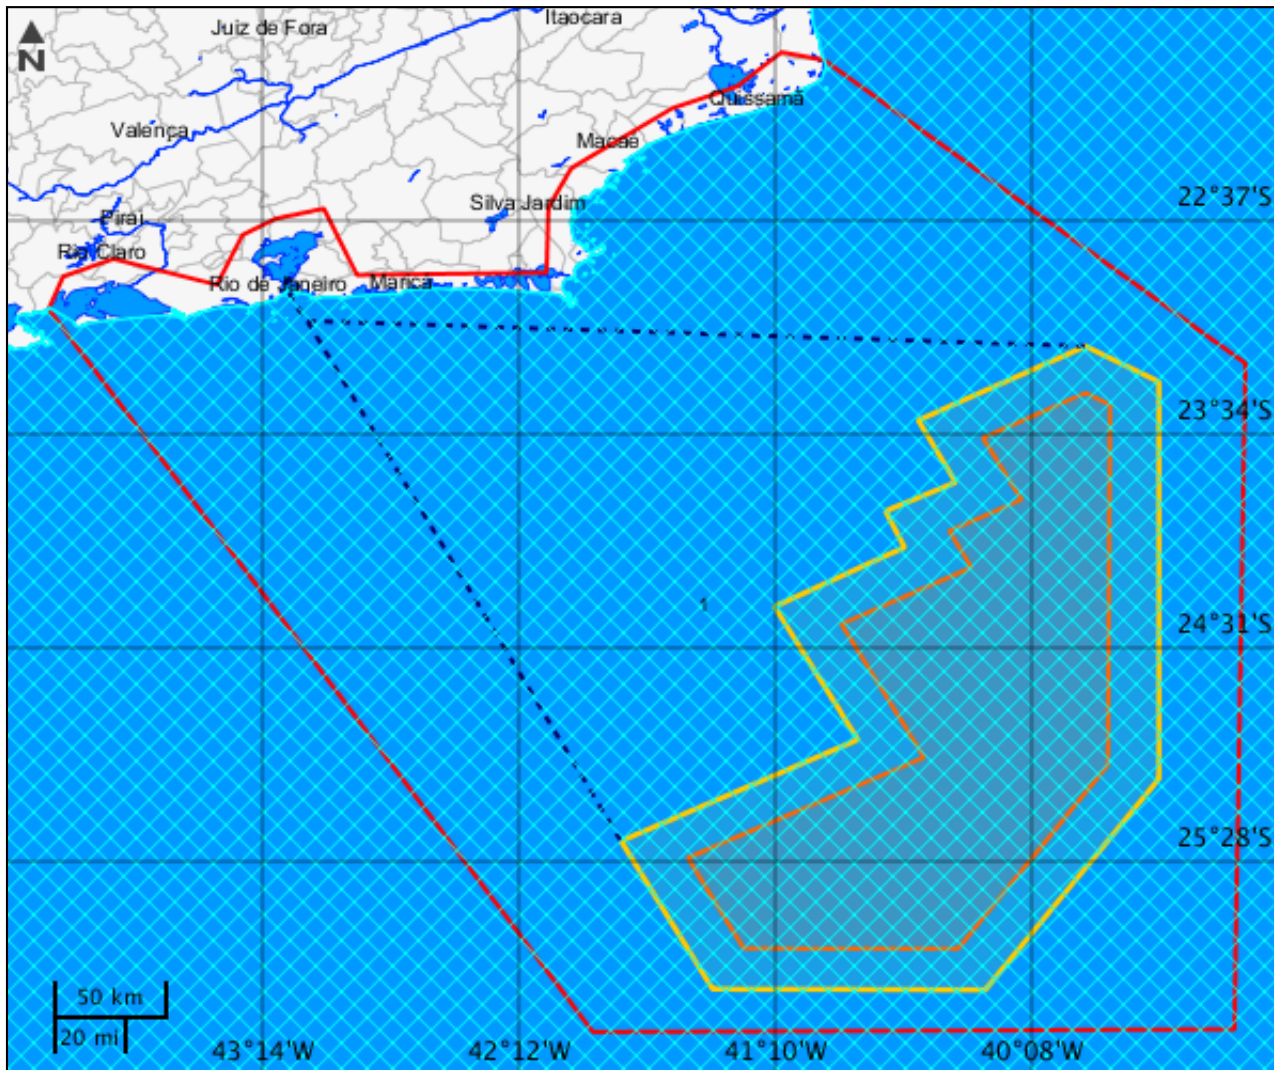 N
Juiz de Fora
Itaocara
Quissamã
Valença
Macaé
22°37'S
Silva Jardim
Piraí
Rio Claro
Rio de Janeiro
Maricá
23°34'S
1
24°31'S
25°28'S
50 km
20 mi
43°14'W
42°12'W
41°10'W
40°08'W